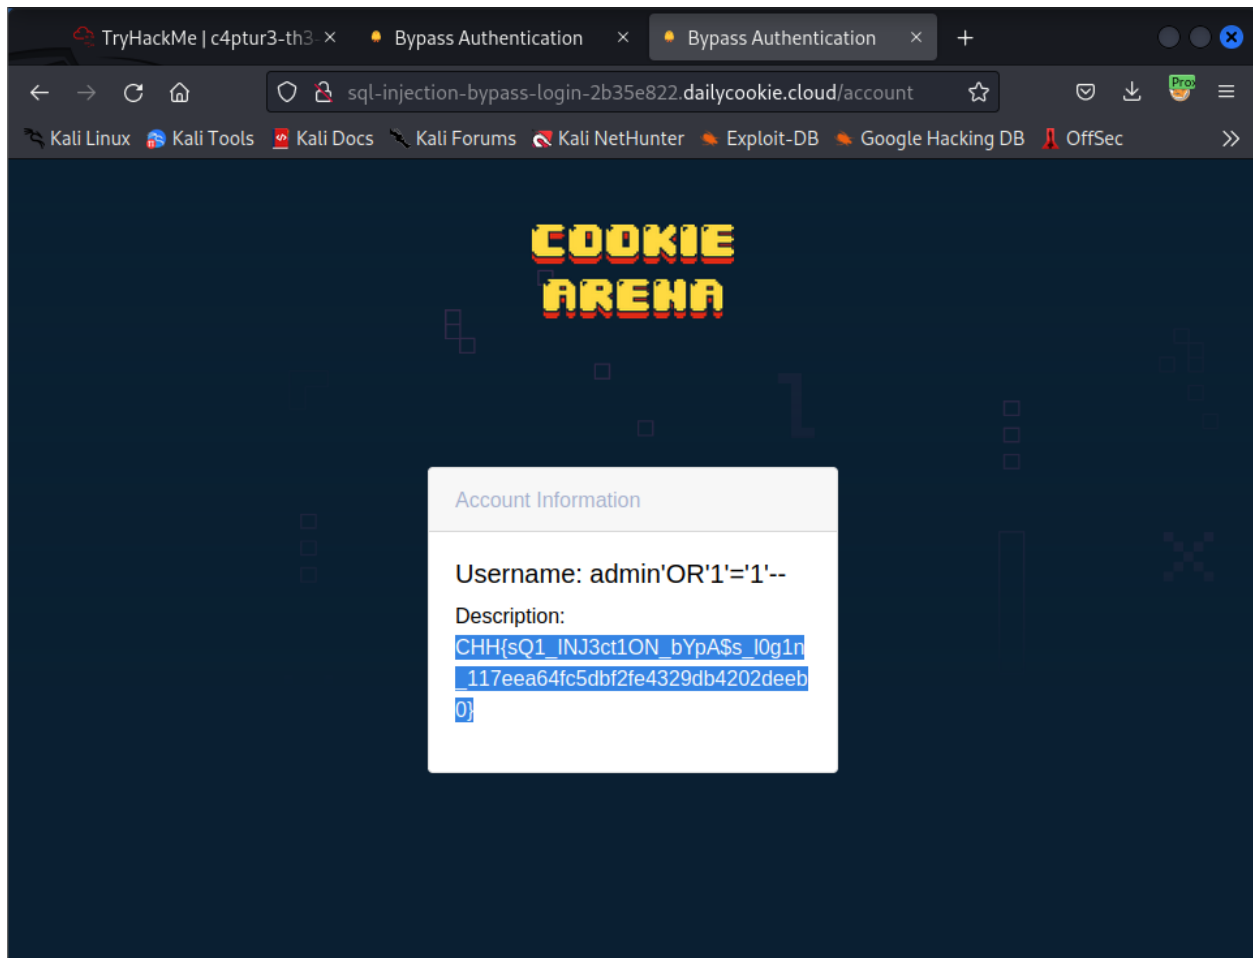 TryHackMe | c4ptur3-th3-
Bypass Authentication
Bypass Authentication
sql-injection-bypass-login-2b35e822.dailycookie.cloud/account
Prox
Kali Linux Kali Tools Kali Docs Kali Forums Kali NetHunter Exploit-DB Google Hacking DB OffSec
COOKIE
ARENA
Account Information
Username: admin'OR'1'='1'--
Description:
CHH{sQ1_INJ3ct1ON_bYpA$s_l0g1n
_117eea64fc5dbf2fe4329db4202deeb
0}